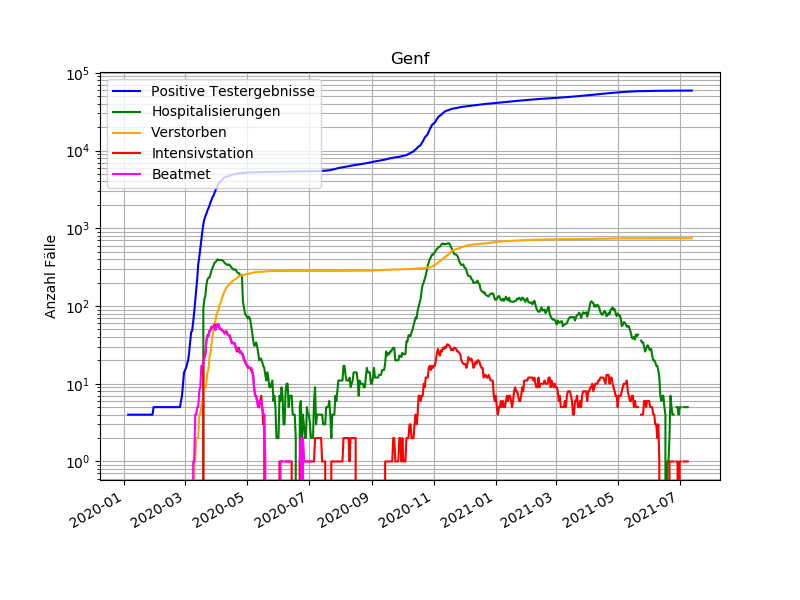 Genf
Anzahl Fälle
10^5
10^4
10^3
10^2
10^1
10^0
Positive Testergebnisse
Hospitalisierungen
Verstorben
Intensivstation
Beatmet
2020-01
2020-03
2020-05
2020-07
2020-09
2020-11
2021-01
2021-03
2021-05
2021-07